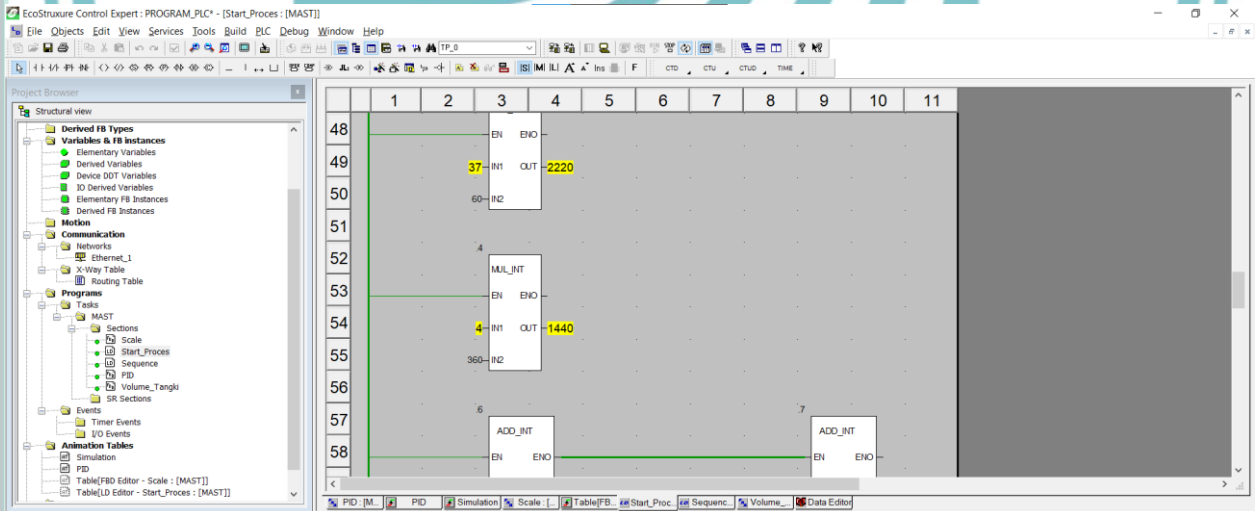 EcoStruxure Control Expert : PROGRAM_PLC* - [Start_Proces : [MAST]]
File Edit View Services Tools Build PLC Debug Window Help
TP_0
IS IM IL Ins F CTD CTU CTUD TIME
Project Browser
Structural view
Derived FB Types
Variables & FB instances
Elementary Variables
Derived Variables
Device DDT Variables
IO Derived Variables
Elementary FB Instances
Derived FB Instances
Motion
Communication
Networks
Ethernet_1
X-Way Table
Routing Table
Programs
Tasks
MAST
Sections
Scale
Start_Proces
Sequence
PID
Volume_Tangki
SR Sections
Events
Timer Events
I/O Events
Animation Tables
Simulation
PID
Table[FBD Editor - Scale : [MAST]]
Table[LD Editor - Start_Proces : [MAST]]
1 2 3 4 5 6 7 8 9 10 11
48
EN ENO
49
37 IN1 OUT 2220
50
60 IN2
51
.4
52
MUL_INT
53
EN ENO
54
4 IN1 OUT 1440
55
360 IN2
56
.6 .7
57
ADD_INT ADD_INT
58
EN ENO EN ENO
PID : [M... PID Simulation Scale : [... Table[FB... Start_Proc... Sequenc... Volume_... Data Editor